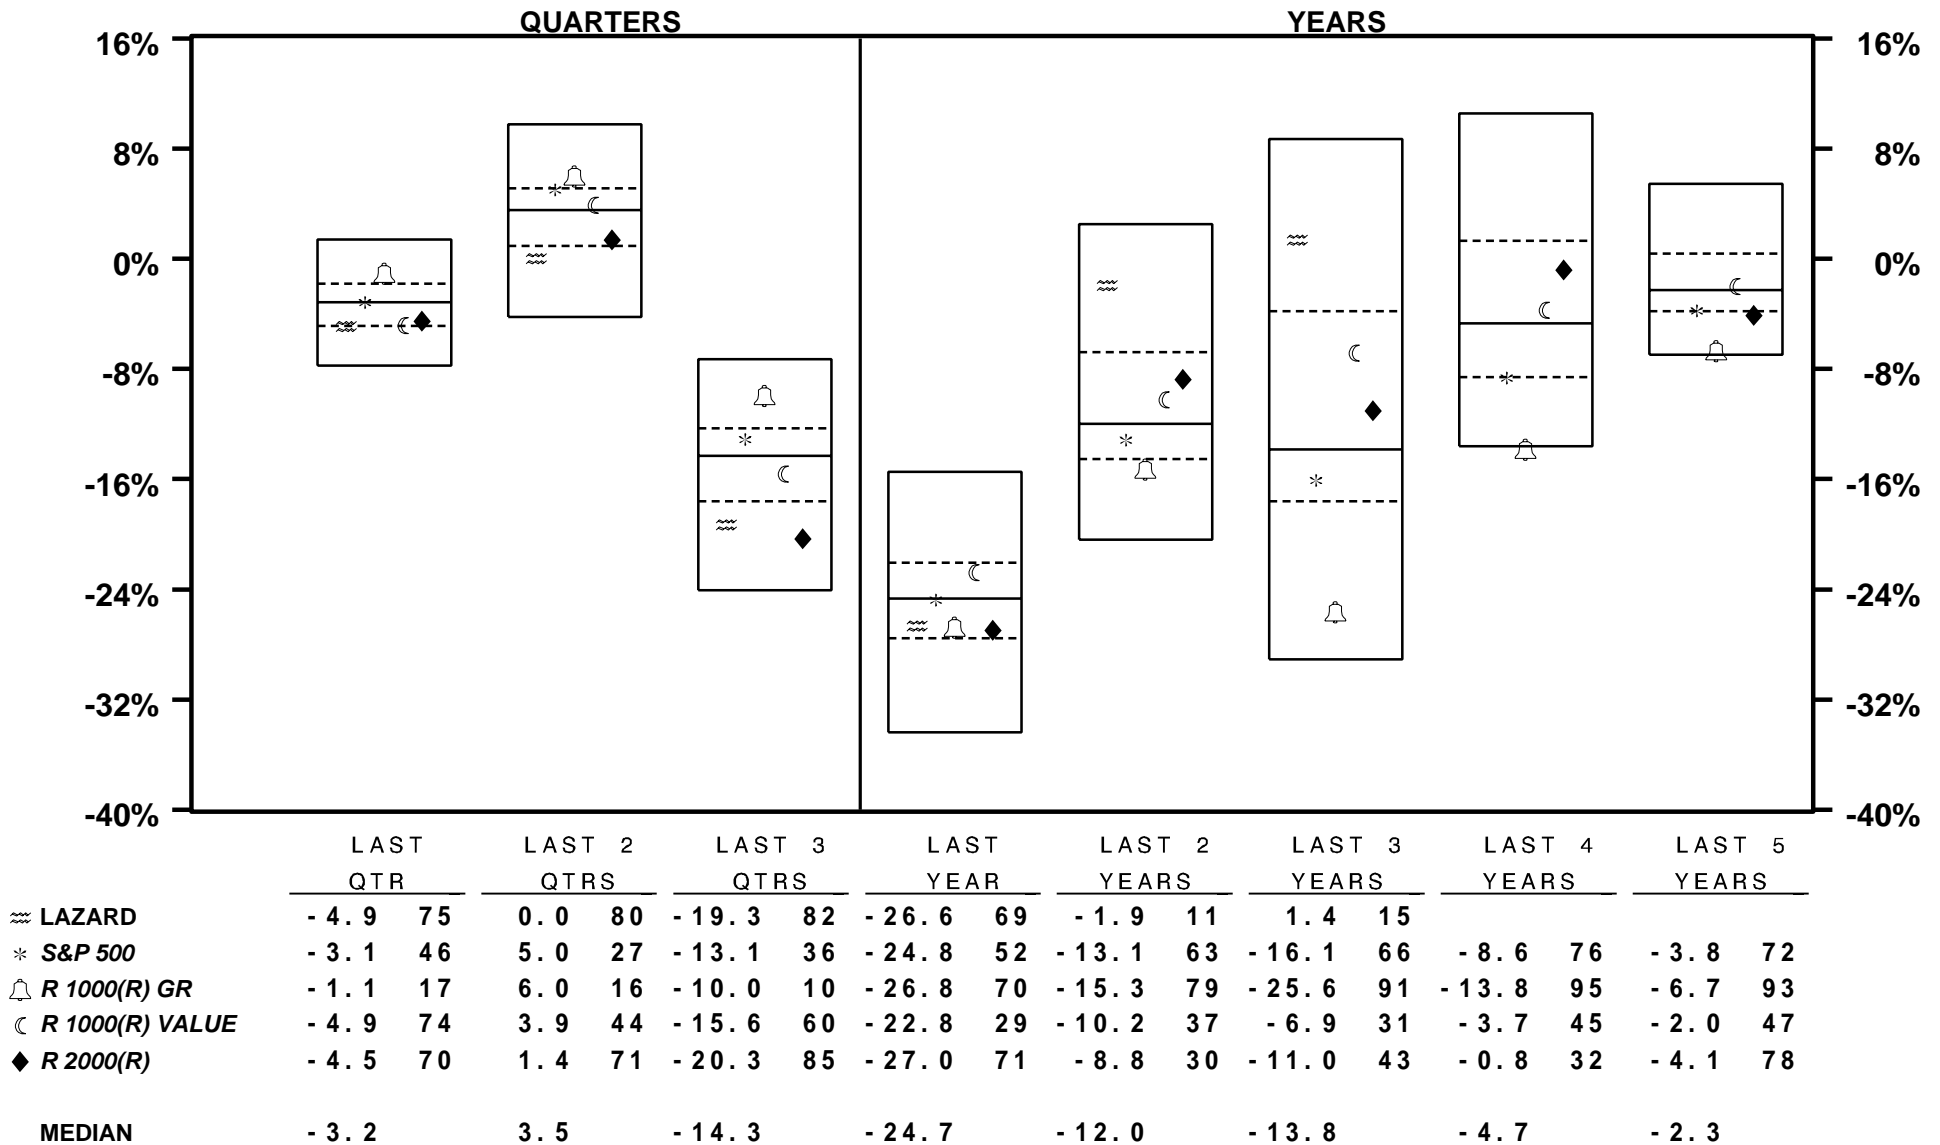 QUARTERS YEARS
16% 16%
8% 8%
0% 0%
-8% -8%
-16% -16%
-24% -24%
-32% -32%
-40% -40%
LAST LAST 2 LAST 3 LAST LAST 2 LAST 3 LAST 4 LAST 5
QTR QTRS QTRS YEAR YEARS YEARS YEARS YEARS
LAZARD -4.9 75 0.0 80 -19.3 82 -26.6 69 -1.9 11 1.4 15
S&P 500 -3.1 46 5.0 27 -13.1 36 -24.8 52 -13.1 63 -16.1 66 -8.6 76 -3.8 72
R 1000(R) GR -1.1 17 6.0 16 -10.0 10 -26.8 70 -15.3 79 -25.6 91 -13.8 95 -6.7 93
R 1000(R) VALUE -4.9 74 3.9 44 -15.6 60 -22.8 29 -10.2 37 -6.9 31 -3.7 45 -2.0 47
R 2000(R) -4.5 70 1.4 71 -20.3 85 -27.0 71 -8.8 30 -11.0 43 -0.8 32 -4.1 78
MEDIAN -3.2 3.5 -14.3 -24.7 -12.0 -13.8 -4.7 -2.3